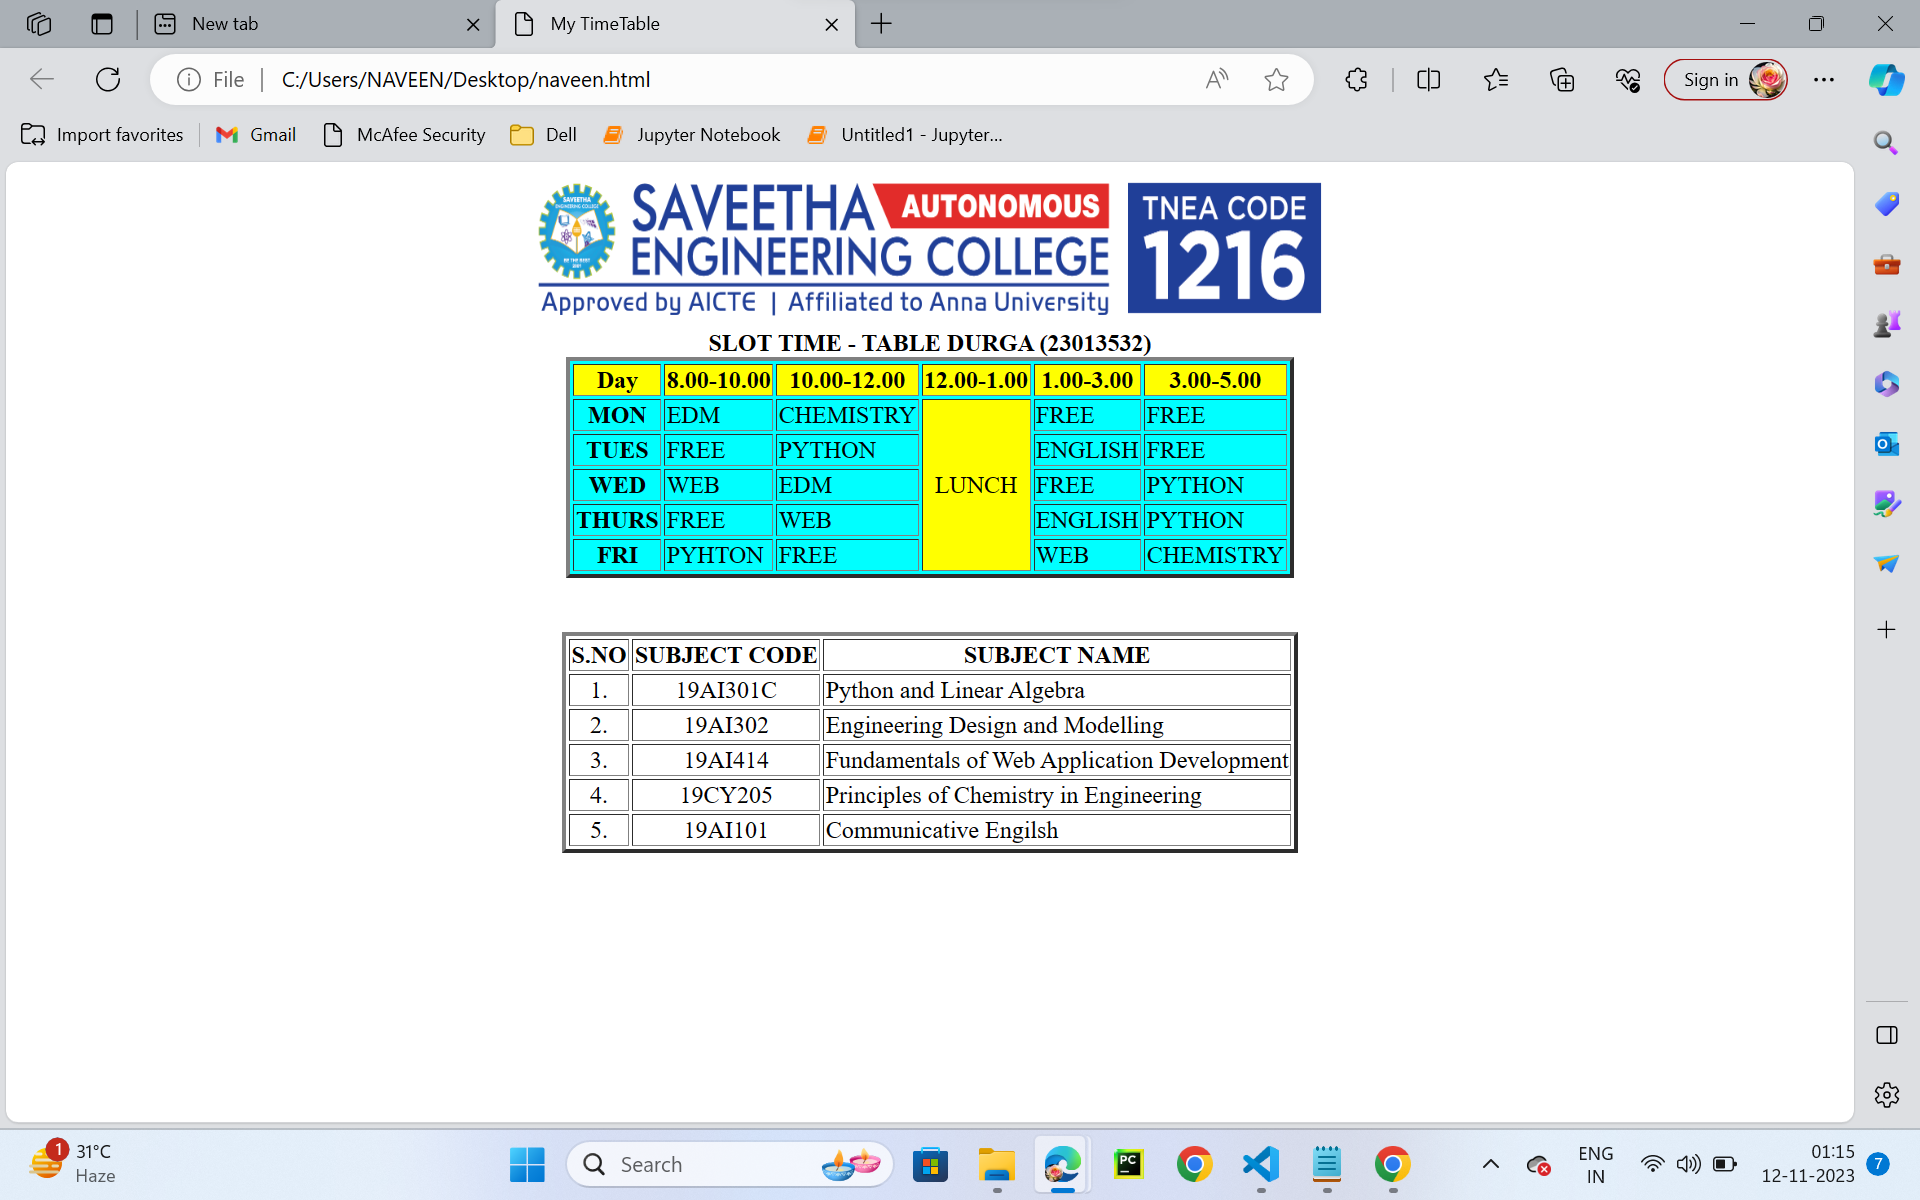 New tab
My TimeTable
File
C:/Users/NAVEEN/Desktop/naveen.html
Sign in
Import favorites
Gmail
McAfee Security
Dell
Jupyter Notebook
Untitled1 - Jupyter...
SAVEETHA AUTONOMOUS
ENGINEERING COLLEGE
Approved by AICTE | Affiliated to Anna University
TNEA CODE
1216
SLOT TIME - TABLE DURGA (23013532)
Day 8.00-10.00 10.00-12.00 12.00-1.00 1.00-3.00 3.00-5.00
MON EDM CHEMISTRY FREE FREE
TUES FREE PYTHON ENGLISH FREE
WED WEB EDM LUNCH FREE PYTHON
THURS FREE WEB ENGLISH PYTHON
FRI PYHTON FREE WEB CHEMISTRY
S.NO SUBJECT CODE SUBJECT NAME
1. 19AI301C Python and Linear Algebra
2. 19AI302 Engineering Design and Modelling
3. 19AI414 Fundamentals of Web Application Development
4. 19CY205 Principles of Chemistry in Engineering
5. 19AI101 Communicative Engilsh
1
31°C
Haze
Search
PC
ENG
IN
01:15
12-11-2023
7